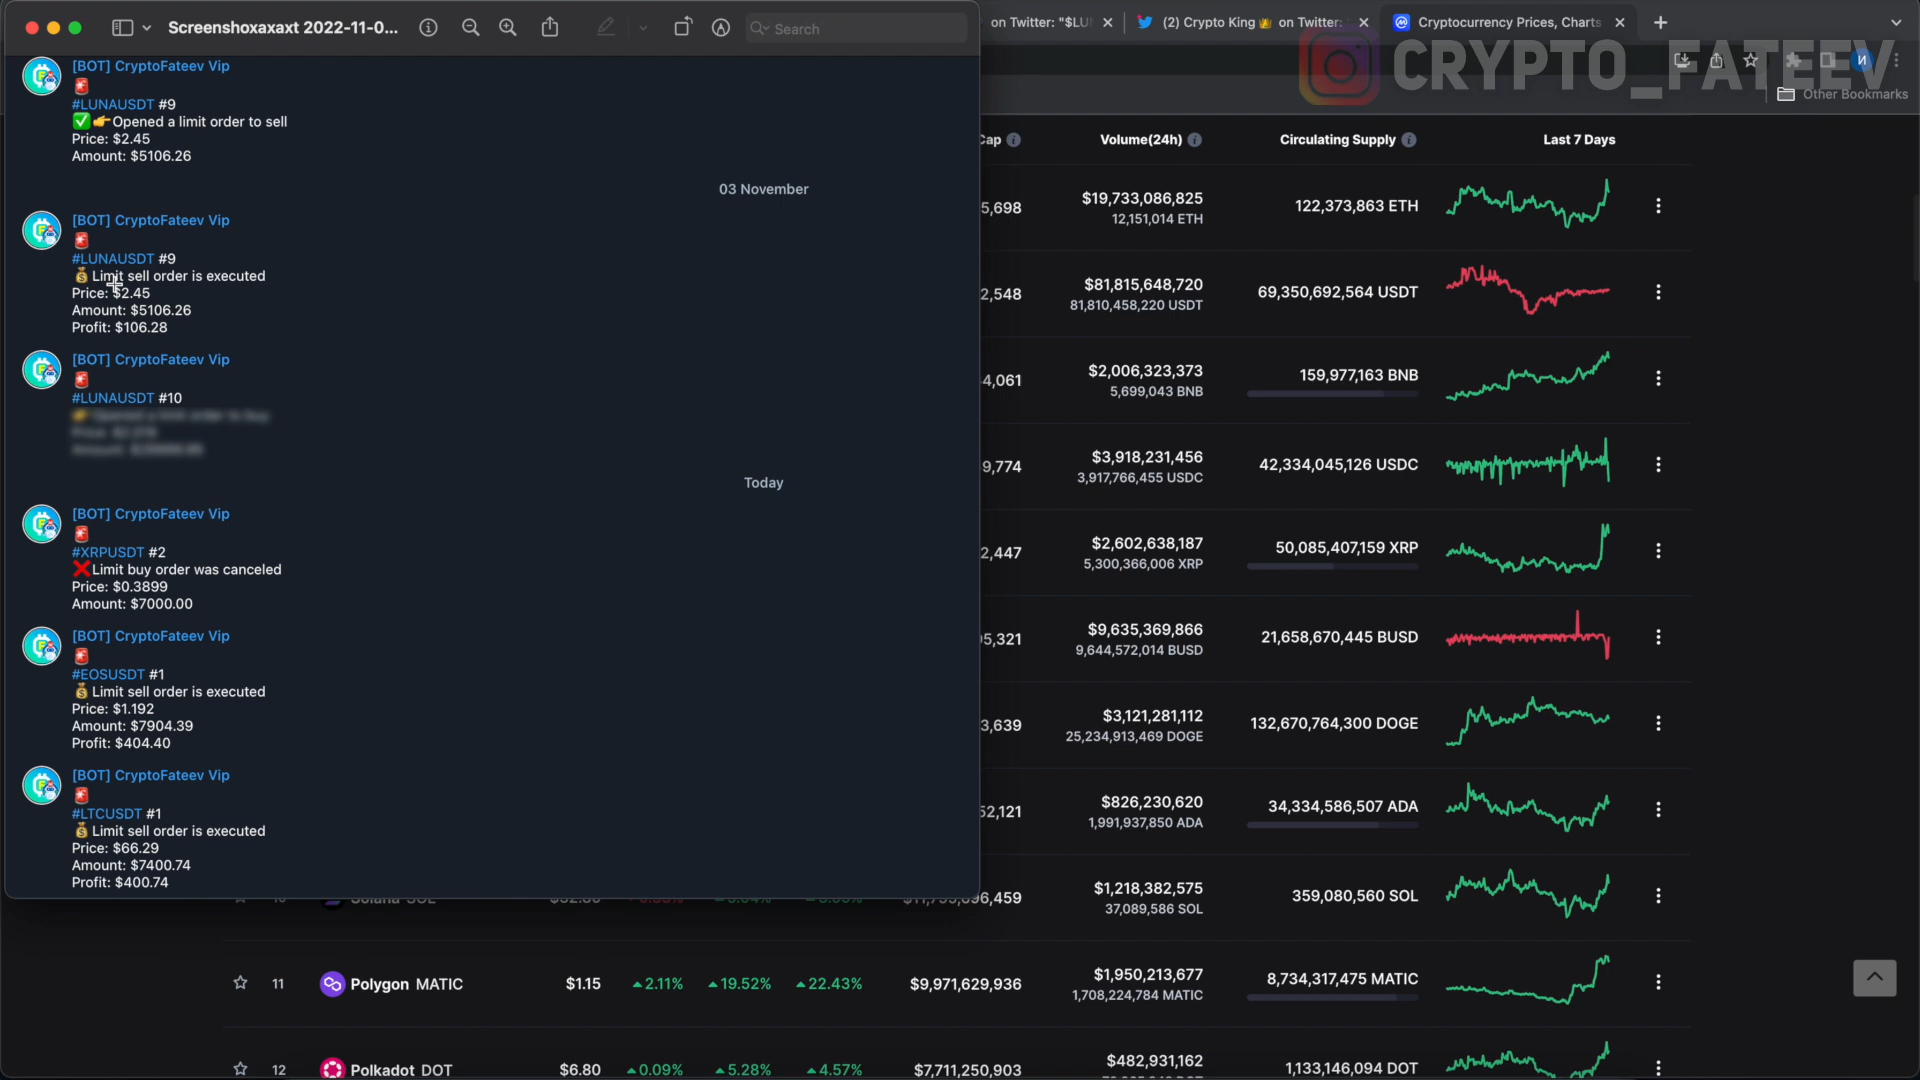 Screenshoxaxaxt 2022-11-0...
Search
on Twitter: "$LU
(2) Crypto King 👑 on Twitter:
Cryptocurrency Prices, Charts
CRYPTO_FATEEV
Other Bookmarks
[BOT] CryptoFateev Vip
🚨
#LUNAUSDT #9
✅👉Opened a limit order to sell
Price: $2.45
Amount: $5106.26
03 November
[BOT] CryptoFateev Vip
🚨
#LUNAUSDT #9
💰Limit sell order is executed
Price: $2.45
Amount: $5106.26
Profit: $106.28
[BOT] CryptoFateev Vip
🚨
#LUNAUSDT #10
Today
[BOT] CryptoFateev Vip
🚨
#XRPUSDT #2
❌Limit buy order was canceled
Price: $0.3899
Amount: $7000.00
[BOT] CryptoFateev Vip
🚨
#EOSUSDT #1
💰Limit sell order is executed
Price: $1.192
Amount: $7904.39
Profit: $404.40
[BOT] CryptoFateev Vip
🚨
#LTCUSDT #1
💰Limit sell order is executed
Price: $66.29
Amount: $7400.74
Profit: $400.74
Cap Volume(24h) Circulating Supply Last 7 Days
5,698 $19,733,086,825 122,373,863 ETH
12,151,014 ETH
2,548 $81,815,648,720 69,350,692,564 USDT
81,810,458,220 USDT
4,061 $2,006,323,373 159,977,163 BNB
5,699,043 BNB
9,774 $3,918,231,456 42,334,045,126 USDC
3,917,766,455 USDC
2,447 $2,602,638,187 50,085,407,159 XRP
5,300,366,006 XRP
5,321 $9,635,369,866 21,658,670,445 BUSD
9,644,572,014 BUSD
3,639 $3,121,281,112 132,670,764,300 DOGE
25,234,913,469 DOGE
52,121 $826,230,620 34,334,586,507 ADA
1,991,937,850 ADA
Solana SOL $1,218,382,575 359,080,560 SOL
37,089,586 SOL
11 Polygon MATIC $1.15 2.11% 19.52% 22.43% $9,971,629,936 $1,950,213,677 8,734,317,475 MATIC
1,708,224,784 MATIC
12 Polkadot DOT $6.80 0.09% 5.28% 4.57% $7,711,250,903 $482,931,162 1,133,146,094 DOT